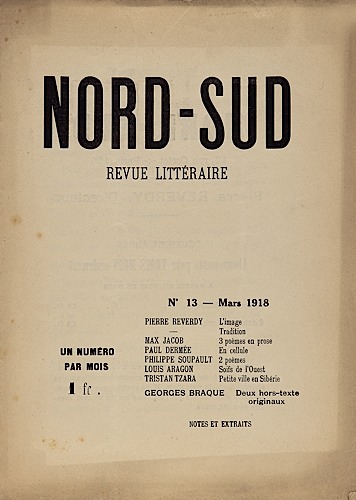 NORD-SUD
REVUE LITTÉRAIRE
N° 13 — Mars 1918
PIERRE REVERDY L'image
— Tradition
MAX JACOB 3 poèmes en prose
PAUL DERMÉE En cellule
PHILIPPE SOUPAULT 2 poèmes
LOUIS ARAGON Soifs de l'Ouest
TRISTAN TZARA Petite ville en Sibérie
GEORGES BRAQUE Deux hors-texte
originaux
UN NUMÉRO
PAR MOIS
1 fc.
NOTES ET EXTRAITS